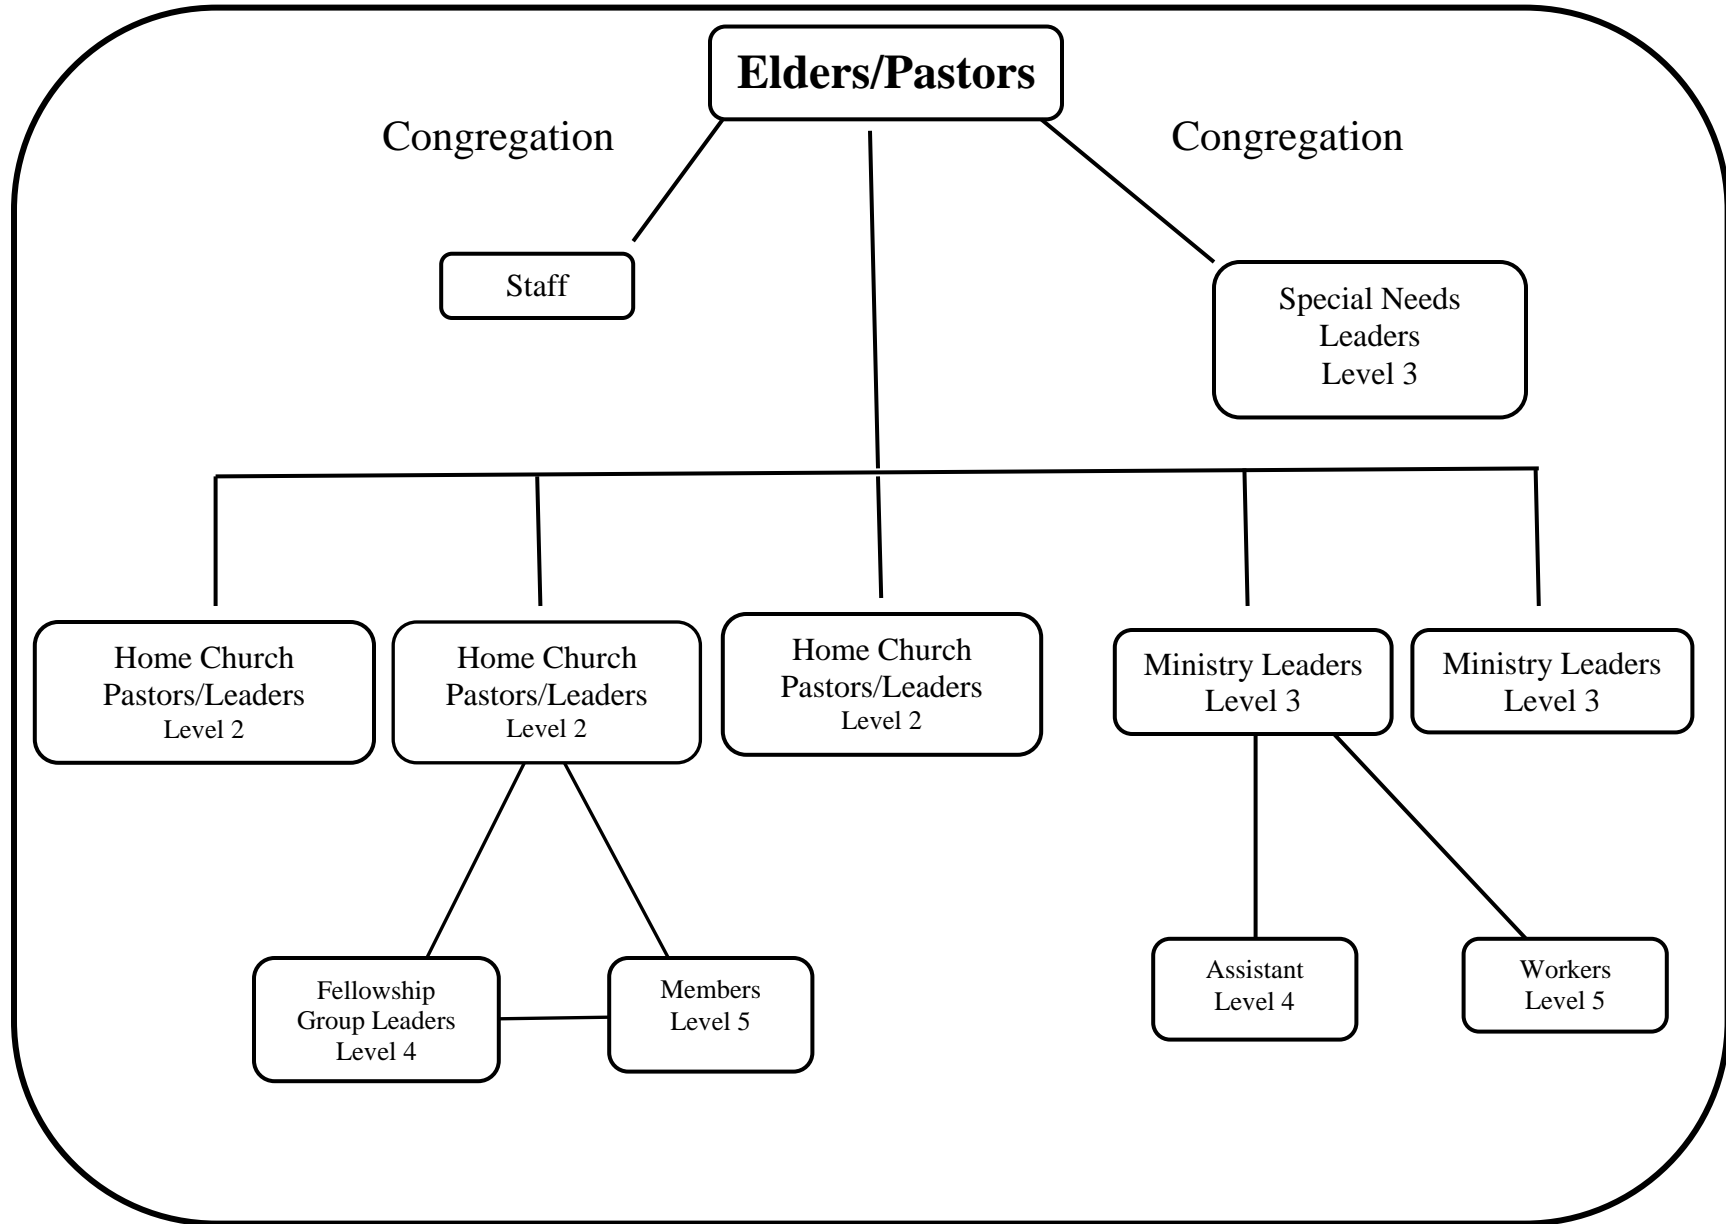 Elders/Pastors
Congregation
Congregation
Staff
Special Needs
Leaders
Level 3
Home Church
Pastors/Leaders
Level 2
Home Church
Pastors/Leaders
Level 2
Home Church
Pastors/Leaders
Level 2
Ministry Leaders
Level 3
Ministry Leaders
Level 3
Fellowship
Group Leaders
Level 4
Members
Level 5
Assistant
Level 4
Workers
Level 5